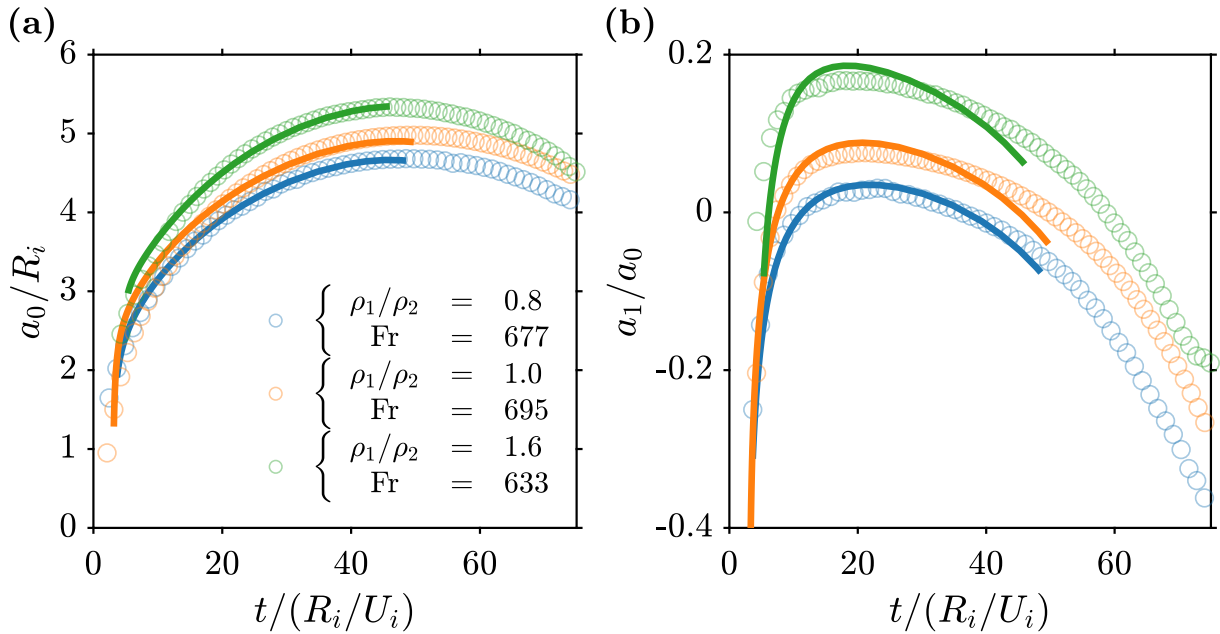 (a)
6
5
4
3
2
1
0
a₀/Rᵢ
ρ₁/ρ₂ = 0.8
Fr = 677
ρ₁/ρ₂ = 1.0
Fr = 695
ρ₁/ρ₂ = 1.6
Fr = 633
0 20 40 60
t/(Rᵢ/Uᵢ)
(b)
0.2
0
-0.2
-0.4
a₁/a₀
0 20 40 60
t/(Rᵢ/Uᵢ)